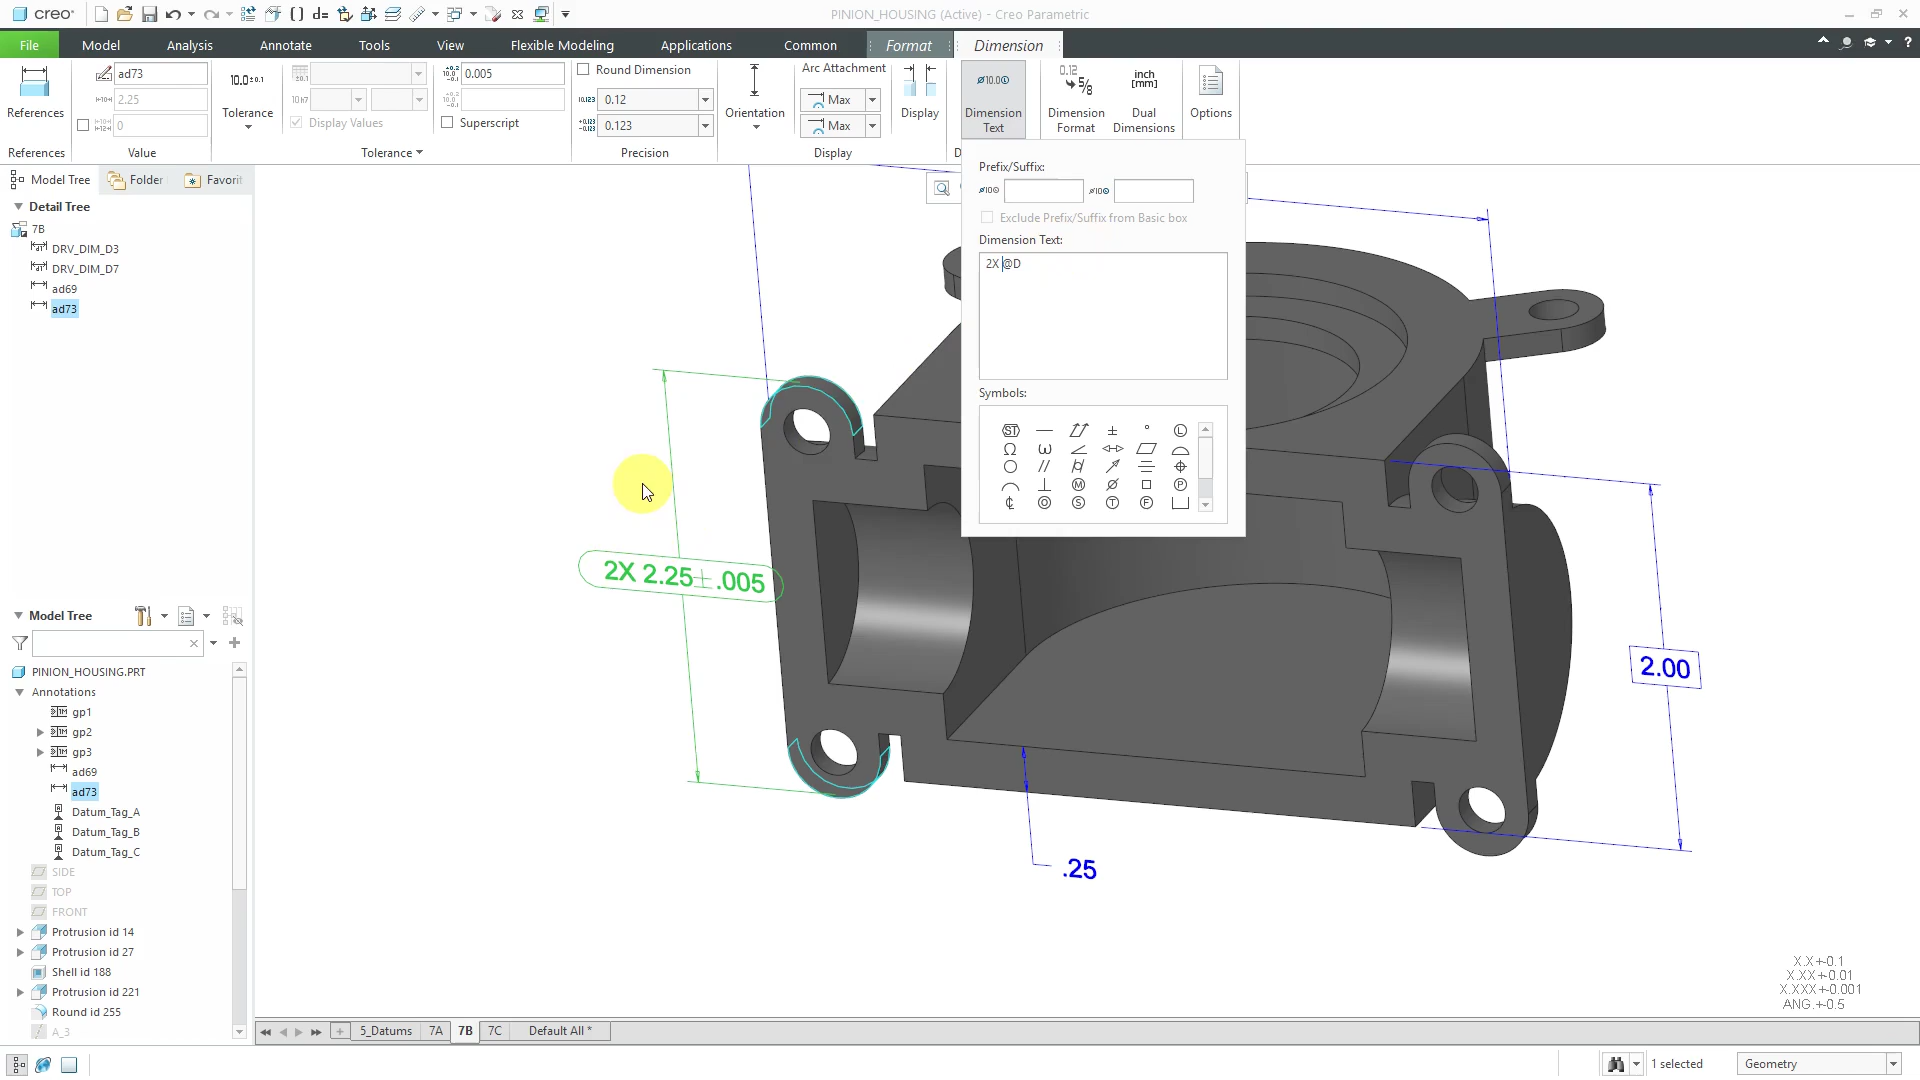 creo
PINION_HOUSING (Active) - Creo Parametric
File
Model
Analysis
Annotate
Tools
View
Flexible Modeling
Applications
Common
Format
Dimension
References
References
ad73
2.25
0
Value
Tolerance
Display Values
0.005
Superscript
Tolerance
Round Dimension
0.12
0.123
Precision
Orientation
Arc Attachment
Max
Max
Display
Display
Dimension Text
Dimension Format
inch [mm]
Dual Dimensions
Options
Model Tree
Folder
Favorit
Detail Tree
7B
DRV_DIM_D3
DRV_DIM_D7
ad69
ad73
Prefix/Suffix:
Exclude Prefix/Suffix from Basic box
Dimension Text:
2X @D
Symbols:
Model Tree
PINION_HOUSING.PRT
Annotations
gp1
gp2
gp3
ad69
ad73
Datum_Tag_A
Datum_Tag_B
Datum_Tag_C
SIDE
TOP
FRONT
Protrusion id 14
Protrusion id 27
Shell id 188
Protrusion id 221
Round id 255
A_3
2X 2.25± .005
2.00
.25
X.X+-0.1
X.XX+-0.01
X.XXX+-0.001
ANG.+-0.5
5_Datums
7A
7B
7C
Default All *
1 selected
Geometry